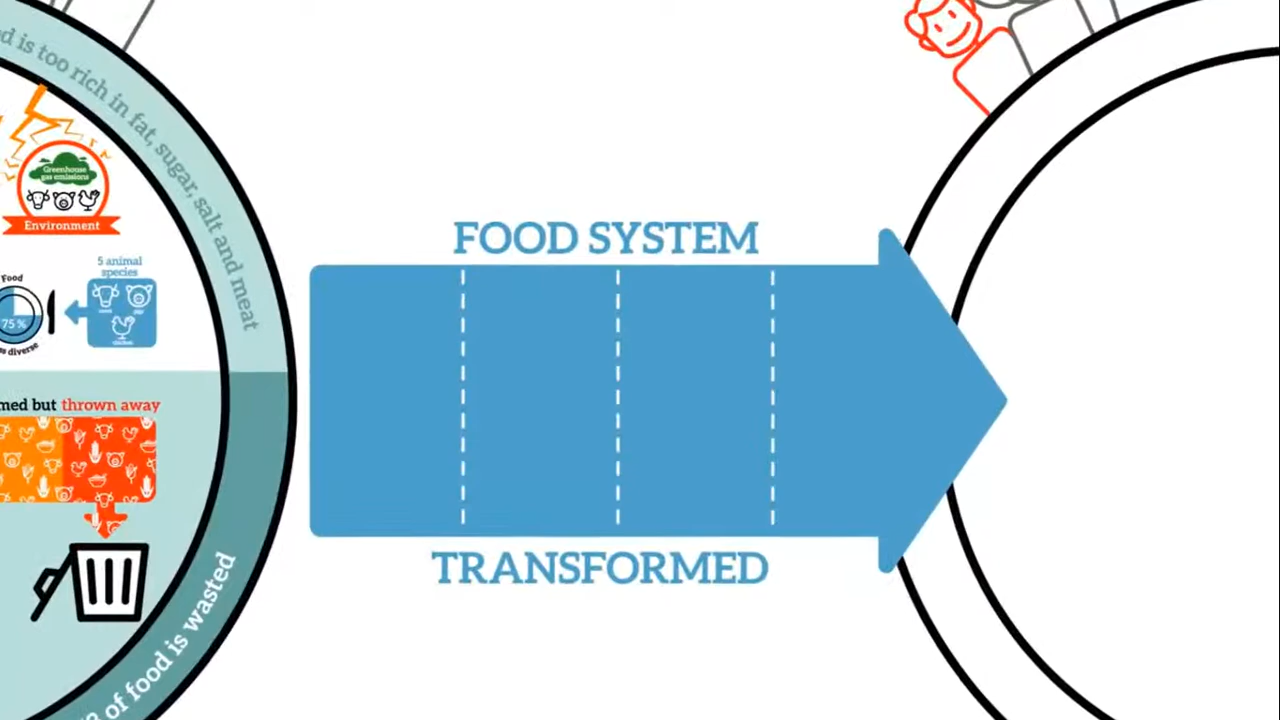 is too rich in fat, sugar, salt and meat
Greenhouse
gas emissions
Environment
FOOD SYSTEM
5 animal
species
Food
75 %
diverse
but thrown away
TRANSFORMED
of food is wasted